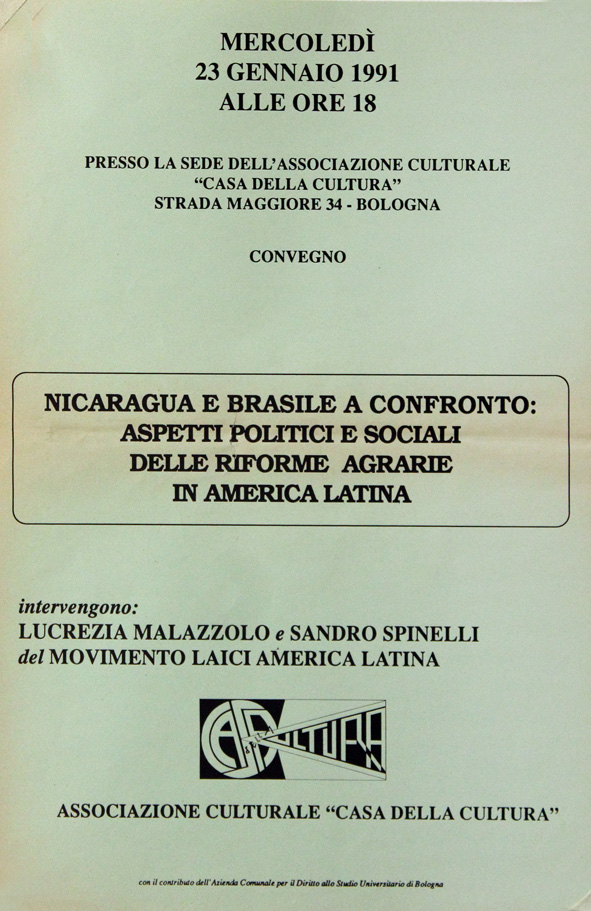 MERCOLEDÌ
23 GENNAIO 1991
ALLE ORE 18
PRESSO LA SEDE DELL'ASSOCIAZIONE CULTURALE
“CASA DELLA CULTURA”
STRADA MAGGIORE 34 - BOLOGNA
CONVEGNO
NICARAGUA E BRASILE A CONFRONTO:
ASPETTI POLITICI E SOCIALI
DELLE RIFORME AGRARIE
IN AMERICA LATINA
intervengono:
LUCREZIA MALAZZOLO e SANDRO SPINELLI
del MOVIMENTO LAICI AMERICA LATINA
CASA DELLA CULTURA
ASSOCIAZIONE CULTURALE “CASA DELLA CULTURA”
con il contributo dell'Azienda Comunale per il Diritto allo Studio Universitario di Bologna